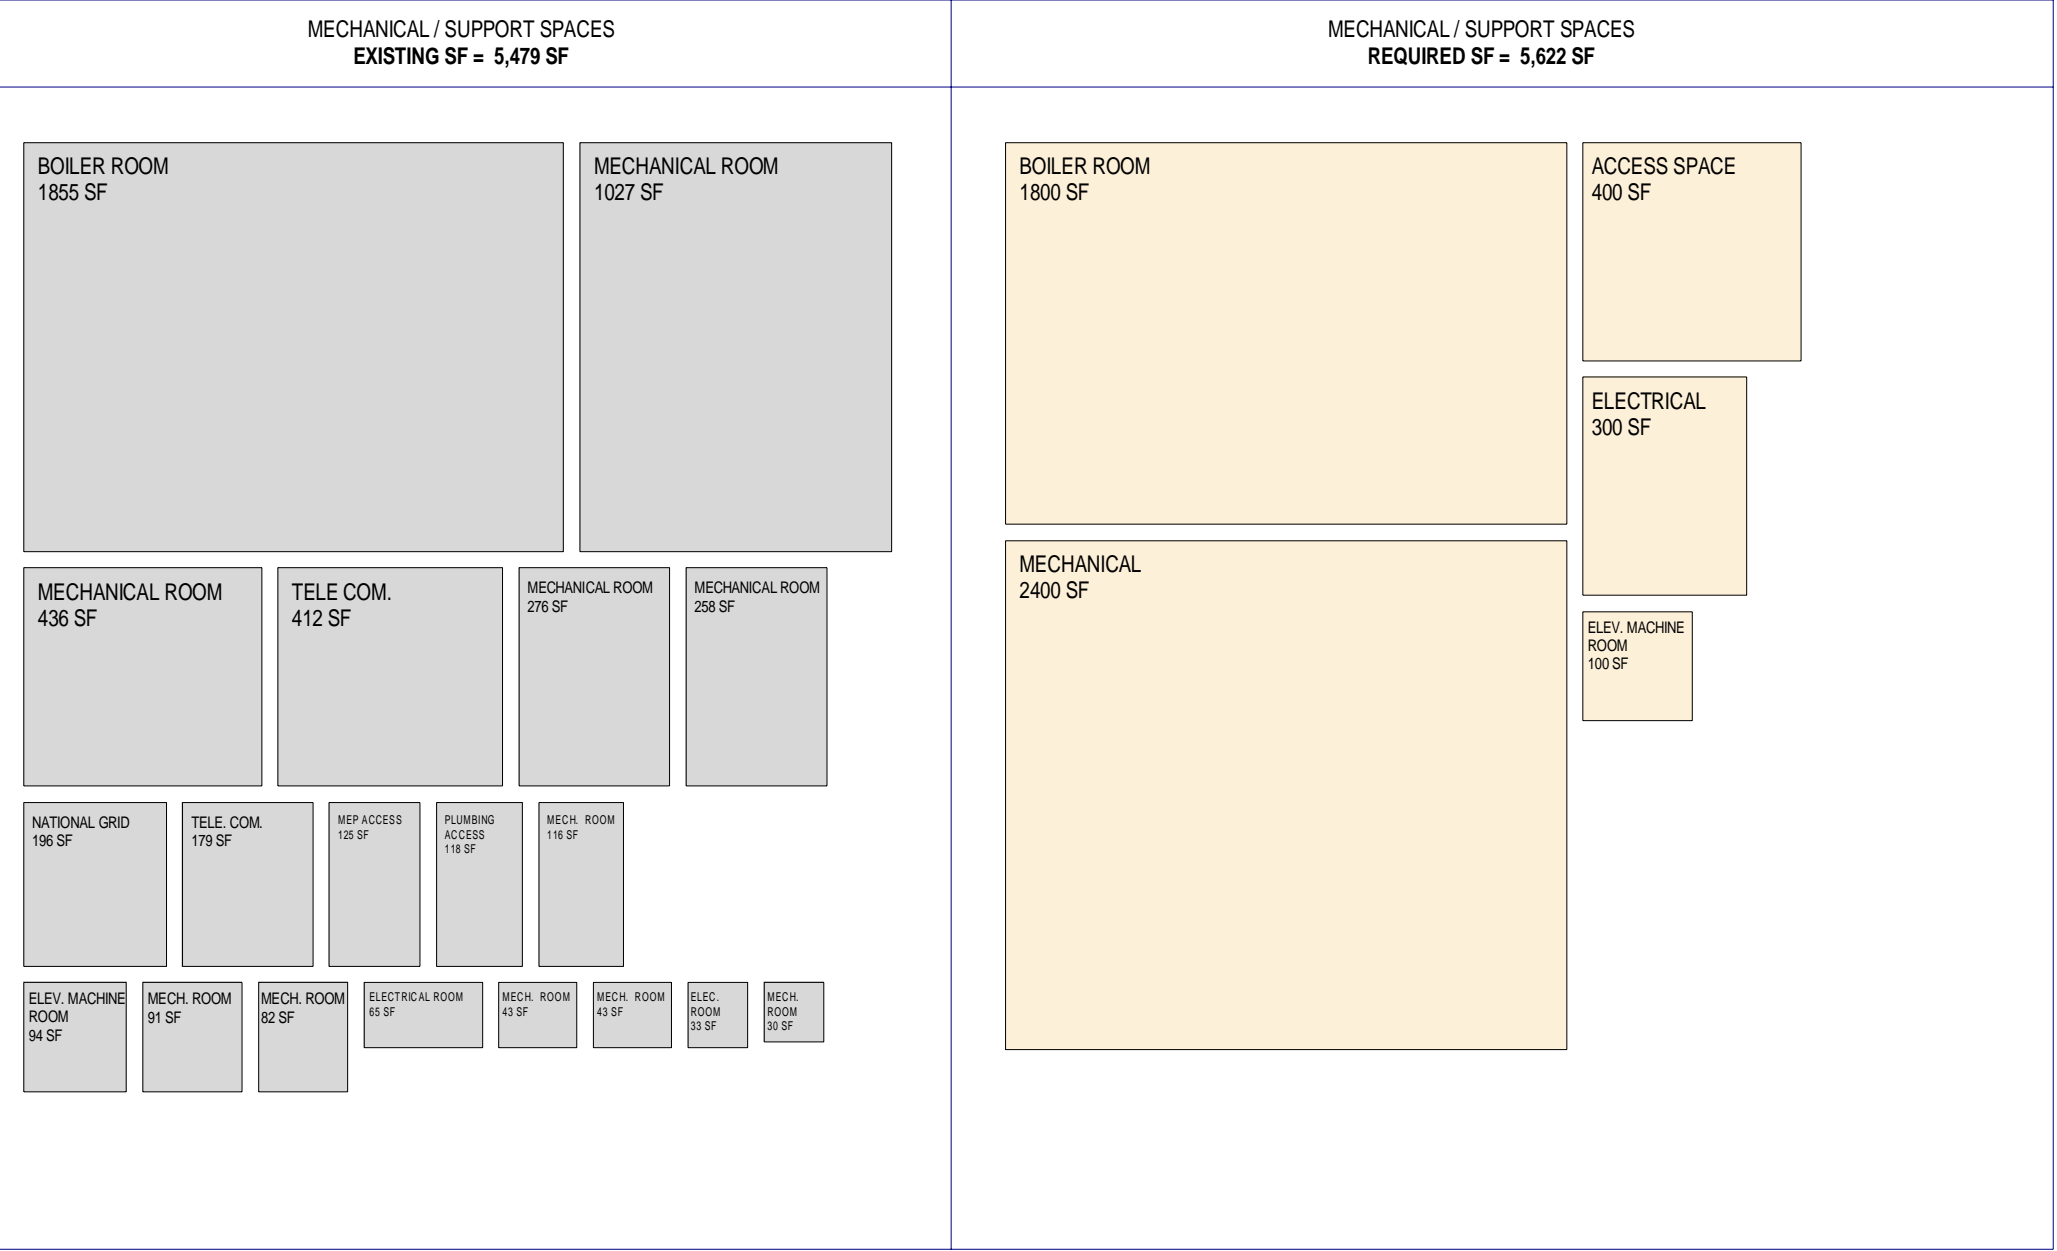 MECHANICAL / SUPPORT SPACES
EXISTING SF = 5,479 SF
BOILER ROOM
1855 SF
MECHANICAL ROOM
1027 SF
MECHANICAL ROOM
436 SF
TELE COM.
412 SF
MECHANICAL ROOM
276 SF
MECHANICAL ROOM
258 SF
NATIONAL GRID
196 SF
TELE. COM.
179 SF
MEP ACCESS
125 SF
PLUMBING
ACCESS
118 SF
MECH. ROOM
116 SF
ELEV. MACHINE
ROOM
94 SF
MECH. ROOM
91 SF
MECH. ROOM
82 SF
ELECTRICAL ROOM
65 SF
MECH. ROOM
43 SF
MECH. ROOM
43 SF
ELEC.
ROOM
33 SF
MECH.
ROOM
30 SF
MECHANICAL / SUPPORT SPACES
REQUIRED SF = 5,622 SF
BOILER ROOM
1800 SF
ACCESS SPACE
400 SF
ELECTRICAL
300 SF
MECHANICAL
2400 SF
ELEV. MACHINE
ROOM
100 SF